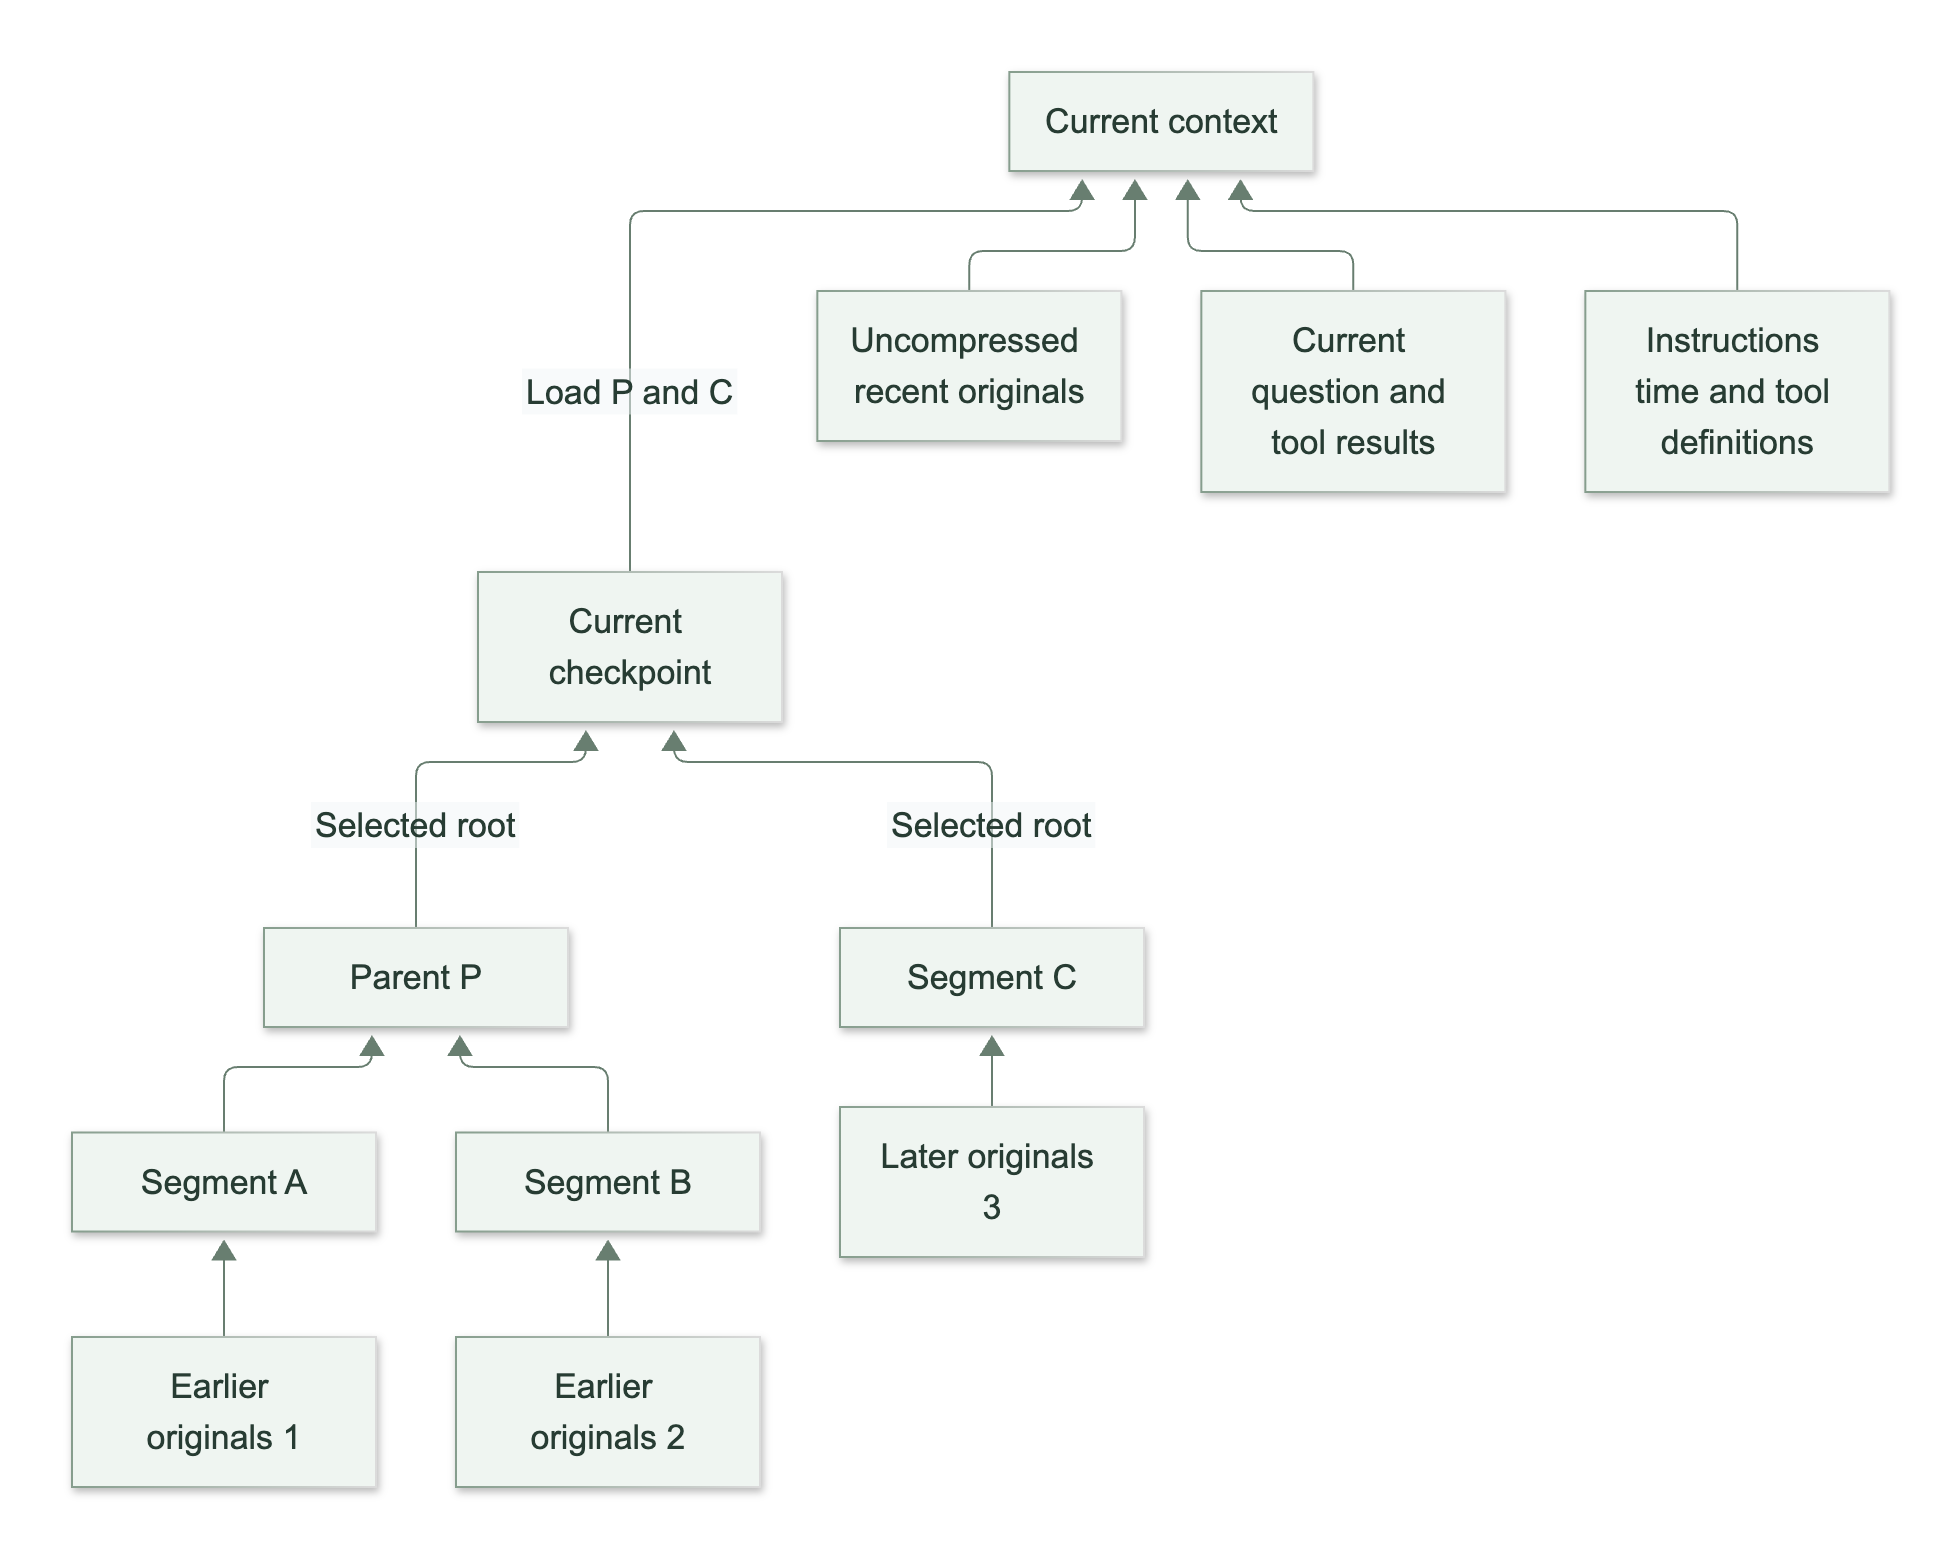 Current context
Uncompressed
recent originals
Current
question and
tool results
Instructions
time and tool
definitions
Load P and C
Current
checkpoint
Selected root
Selected root
Parent P
Segment C
Segment A
Segment B
Later originals
3
Earlier
originals 1
Earlier
originals 2